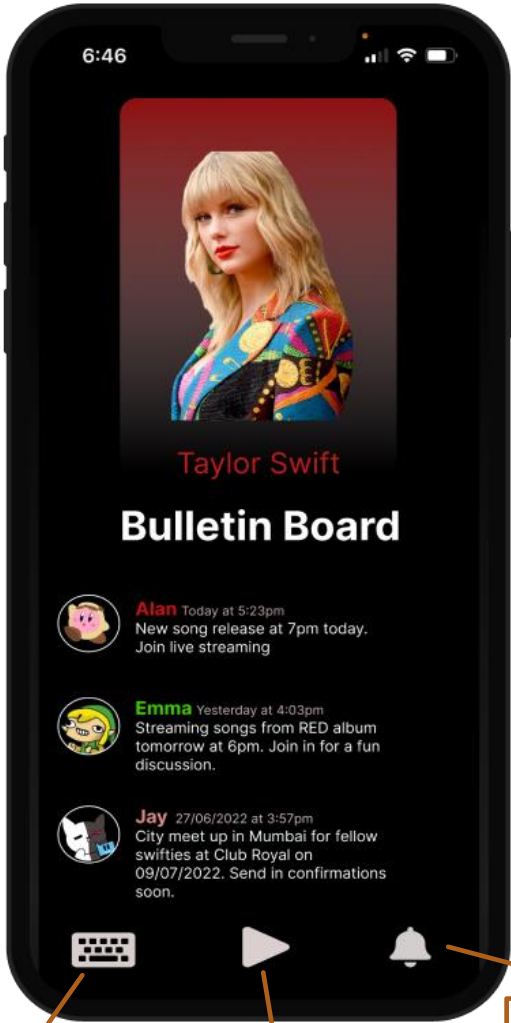 6:46
Taylor Swift
Bulletin Board
Alan Today at 5:23pm
New song release at 7pm today.
Join live streaming
Emma Yesterday at 4:03pm
Streaming songs from RED album
tomorrow at 6pm. Join in for a fun
discussion.
Jay 27/06/2022 at 3:57pm
City meet up in Mumbai for fellow
swifties at Club Royal on
09/07/2022. Send in confirmations
soon.